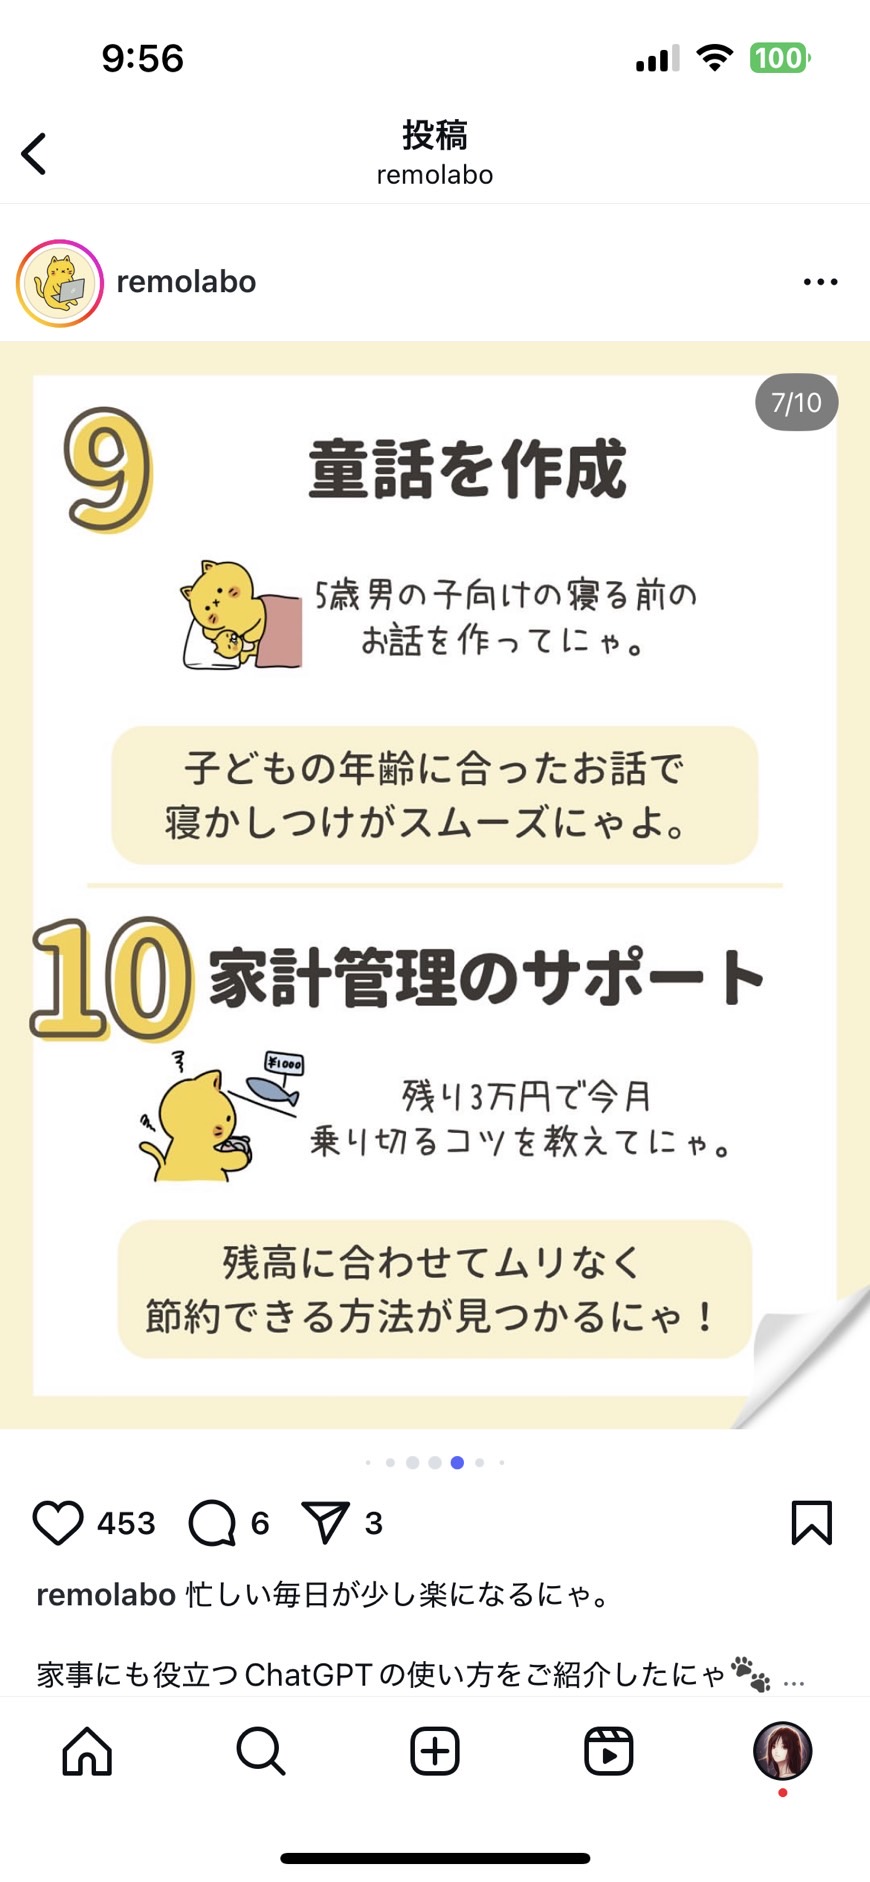 9:56
100
投稿
remolabo
remolabo
7/10
9
童話を作成
5歳男の子向けの寝る前の
お話を作ってにゃ。
子どもの年齢に合ったお話で
寝かしつけがスムーズにゃよ。
10
家計管理のサポート
¥1000
残り3万円で今月
乗り切るコツを教えてにゃ。
残高に合わせてムリなく
節約できる方法が見つかるにゃ！
453 6 3
remolabo 忙しい毎日が少し楽になるにゃ。
家事にも役立つChatGPTの使い方をご紹介したにゃ🐾 ...